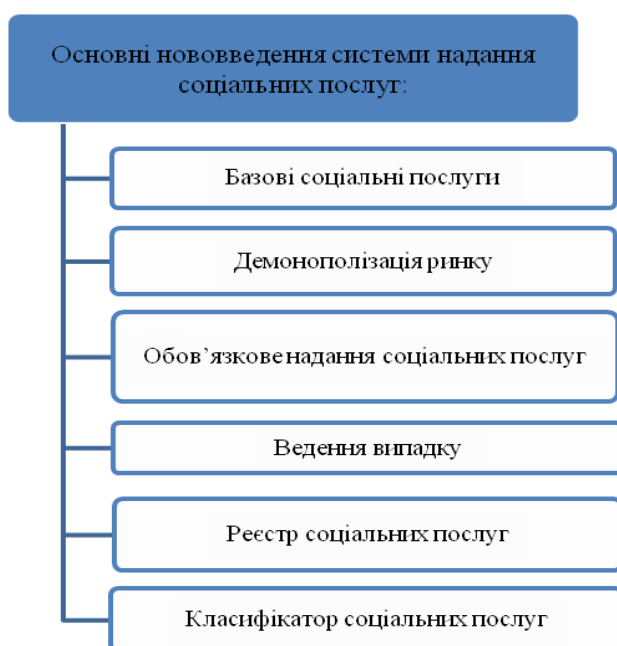 Основні нововведення системи надання
соціальних послуг:
Базові соціальні послуги
Демонополізація ринку
Обов’язкове надання соціальних послуг
Ведення випадку
Реєстр соціальних послуг
Класифікатор соціальних послуг